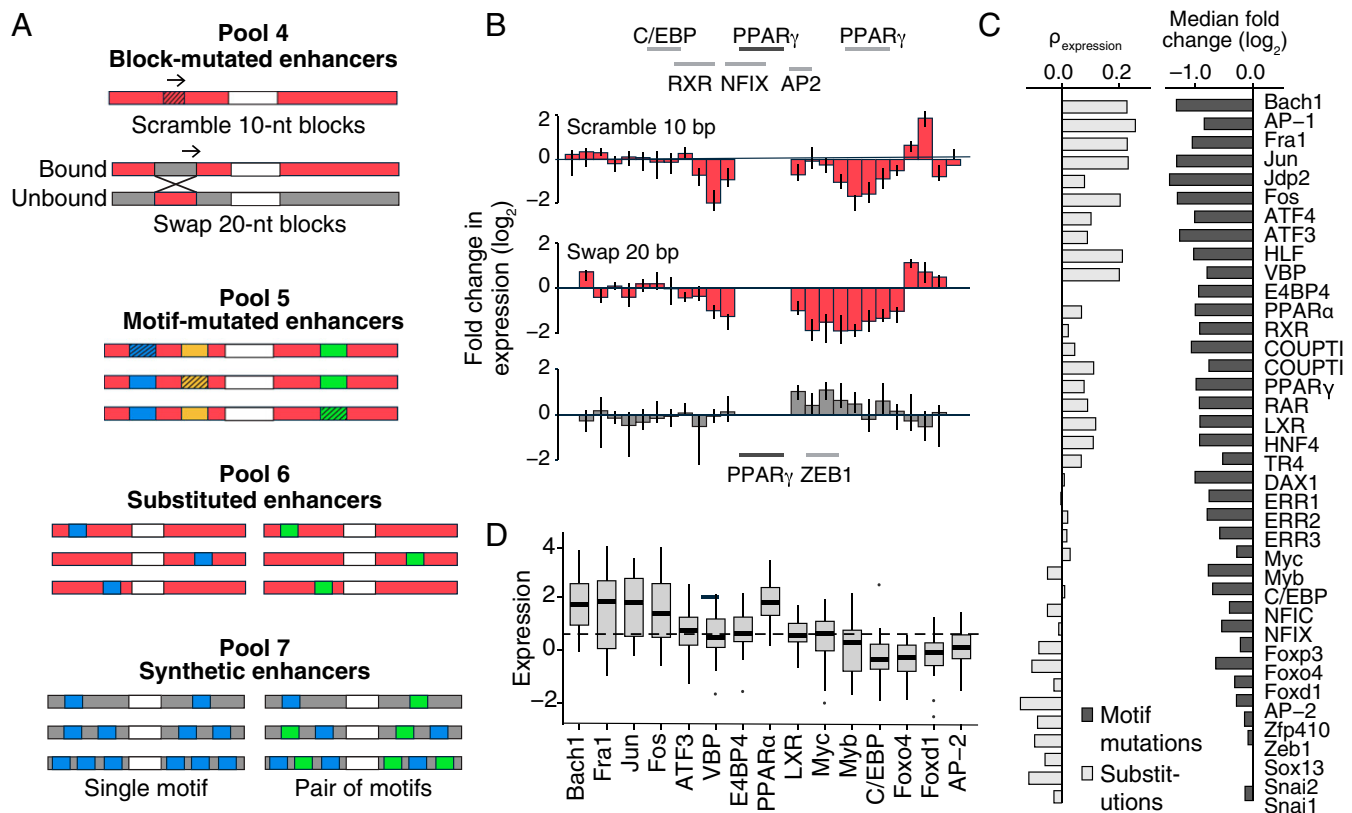 A
Pool 4
Block-mutated enhancers
Scramble 10-nt blocks
Bound
Unbound
Swap 20-nt blocks
Pool 5
Motif-mutated enhancers
Pool 6
Substituted enhancers
Pool 7
Synthetic enhancers
Single motif
Pair of motifs
B
C/EBP
PPARγ
PPARγ
RXR
NFIX
AP2
Fold change in
expression (log2)
Scramble 10 bp
2
0
−2
Swap 20 bp
2
0
−2
2
0
−2
PPARγ
ZEB1
C
ρexpression
0.0
0.2
Median fold
change (log2)
−1.0
0.0
Bach1
AP−1
Fra1
Jun
Jdp2
Fos
ATF4
ATF3
HLF
VBP
E4BP4
PPARα
RXR
COUPTI
COUPTI
PPARγ
RAR
LXR
HNF4
TR4
DAX1
ERR1
ERR2
ERR3
Myc
Myb
C/EBP
NFIC
NFIX
Foxp3
Foxo4
Foxd1
AP−2
Zfp410
Zeb1
Sox13
Snai2
Snai1
Motif
mutations
Substit-
utions
D
Expression
4
2
0
−2
Bach1
Fra1
Jun
Fos
ATF3
VBP
E4BP4
PPARα
LXR
Myc
Myb
C/EBP
Foxo4
Foxd1
AP−2